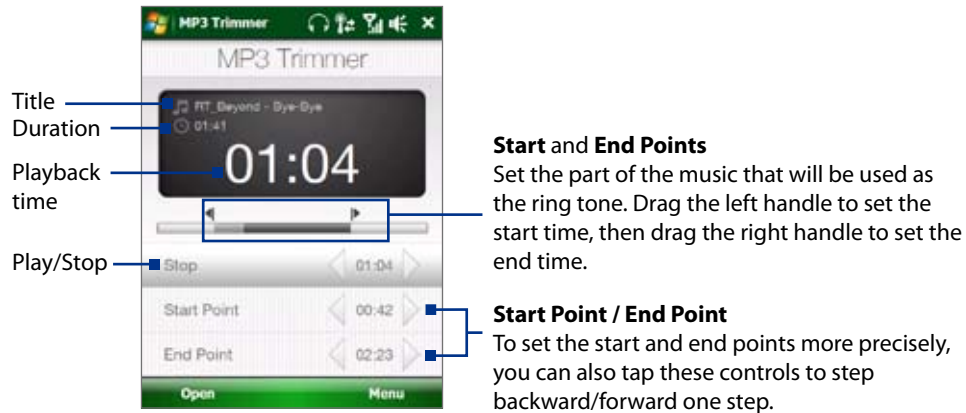 MP3 Trimmer
MP3 Trimmer
RT_Beyond - Bye-Bye
01:41
01:04
Stop 01:04
Start Point 00:42
End Point 02:23
Open Menu
Title
Duration
Playback
time
Play/Stop
Start and End Points
Set the part of the music that will be used as
the ring tone. Drag the left handle to set the
start time, then drag the right handle to set the
end time.
Start Point / End Point
To set the start and end points more precisely,
you can also tap these controls to step
backward/forward one step.